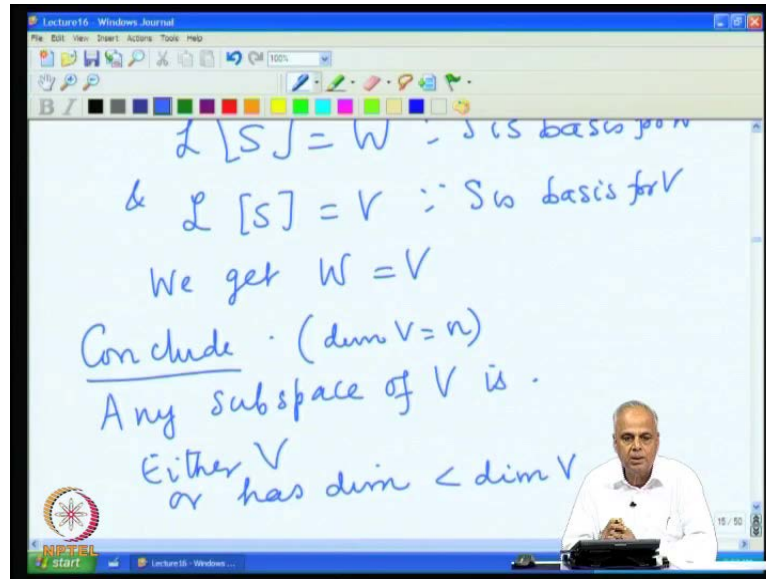 Lecture16 - Windows Journal
File Edit View Insert Actions Tools Help
100%
B I
L [S] = W ∵ S is basis for W
& L [S] = V ∵ S is basis for V
We get W = V
Conclude . (dim V = n)
Any subspace of V is .
Either V
or has dim < dim V
15 / 50
NPTEL
start
Lecture16 - Windows ...